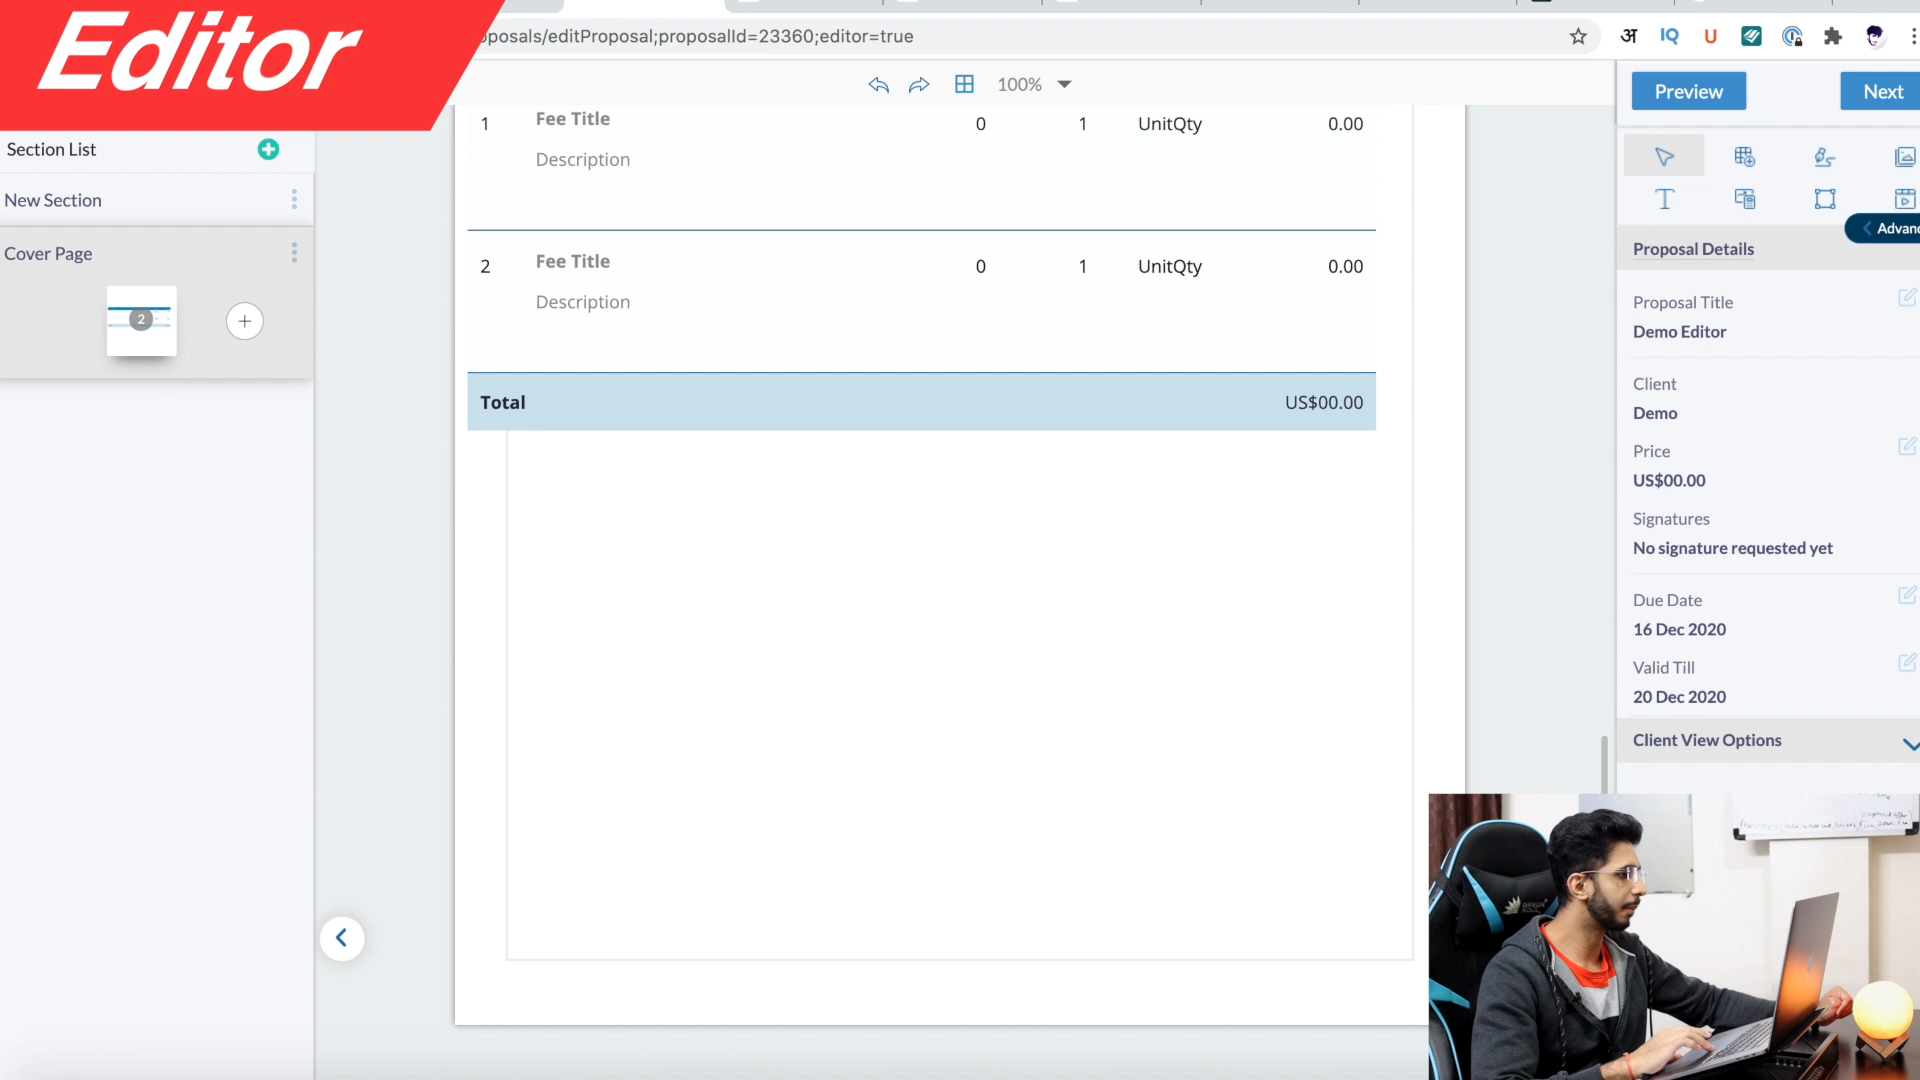 Editor
oposals/editProposal;proposalId=23360;editor=true
अ
IQ
U
100%
Preview
Next
Section List
New Section
Cover Page
2
1
Fee Title
0
1
UnitQty
0.00
Description
2
Fee Title
0
1
UnitQty
0.00
Description
Total
US$00.00
Advanc
Proposal Details
Proposal Title
Demo Editor
Client
Demo
Price
US$00.00
Signatures
No signature requested yet
Due Date
16 Dec 2020
Valid Till
20 Dec 2020
Client View Options